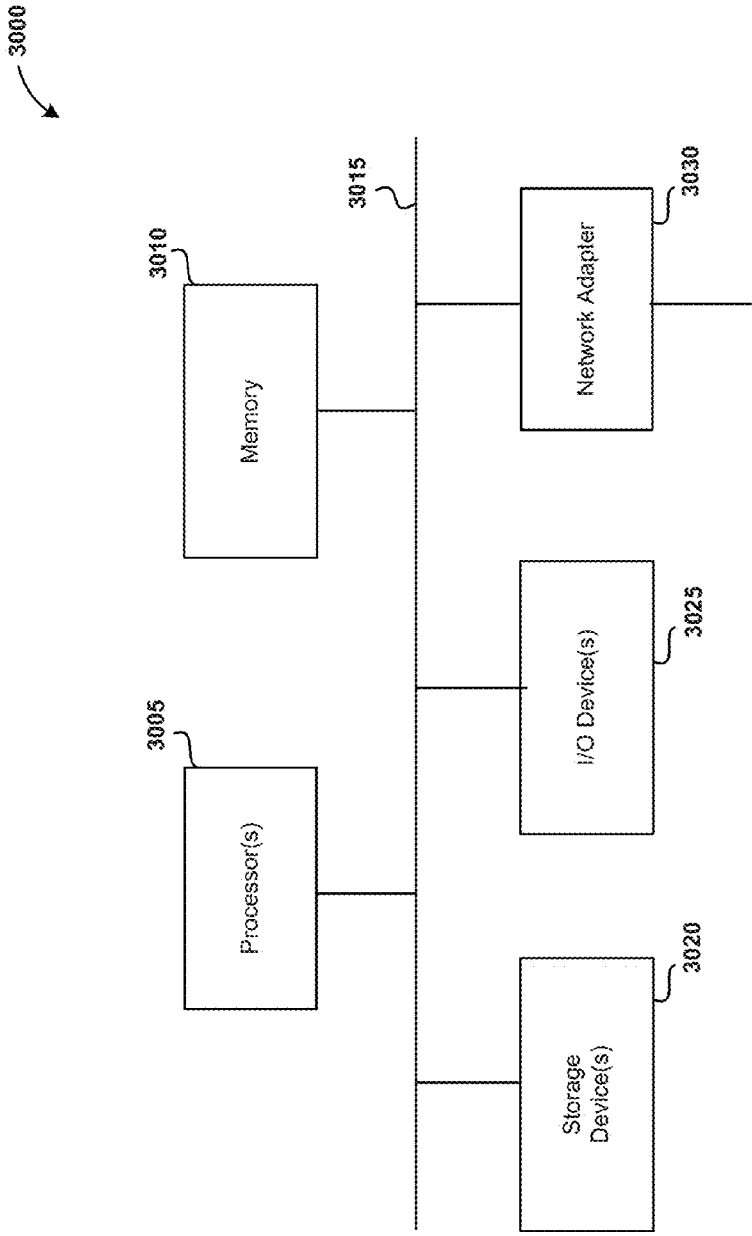 3000
3005
Processor(s)
3010
Memory
3015
3020
Storage
Device(s)
3025
I/O Device(s)
3030
Network Adapter